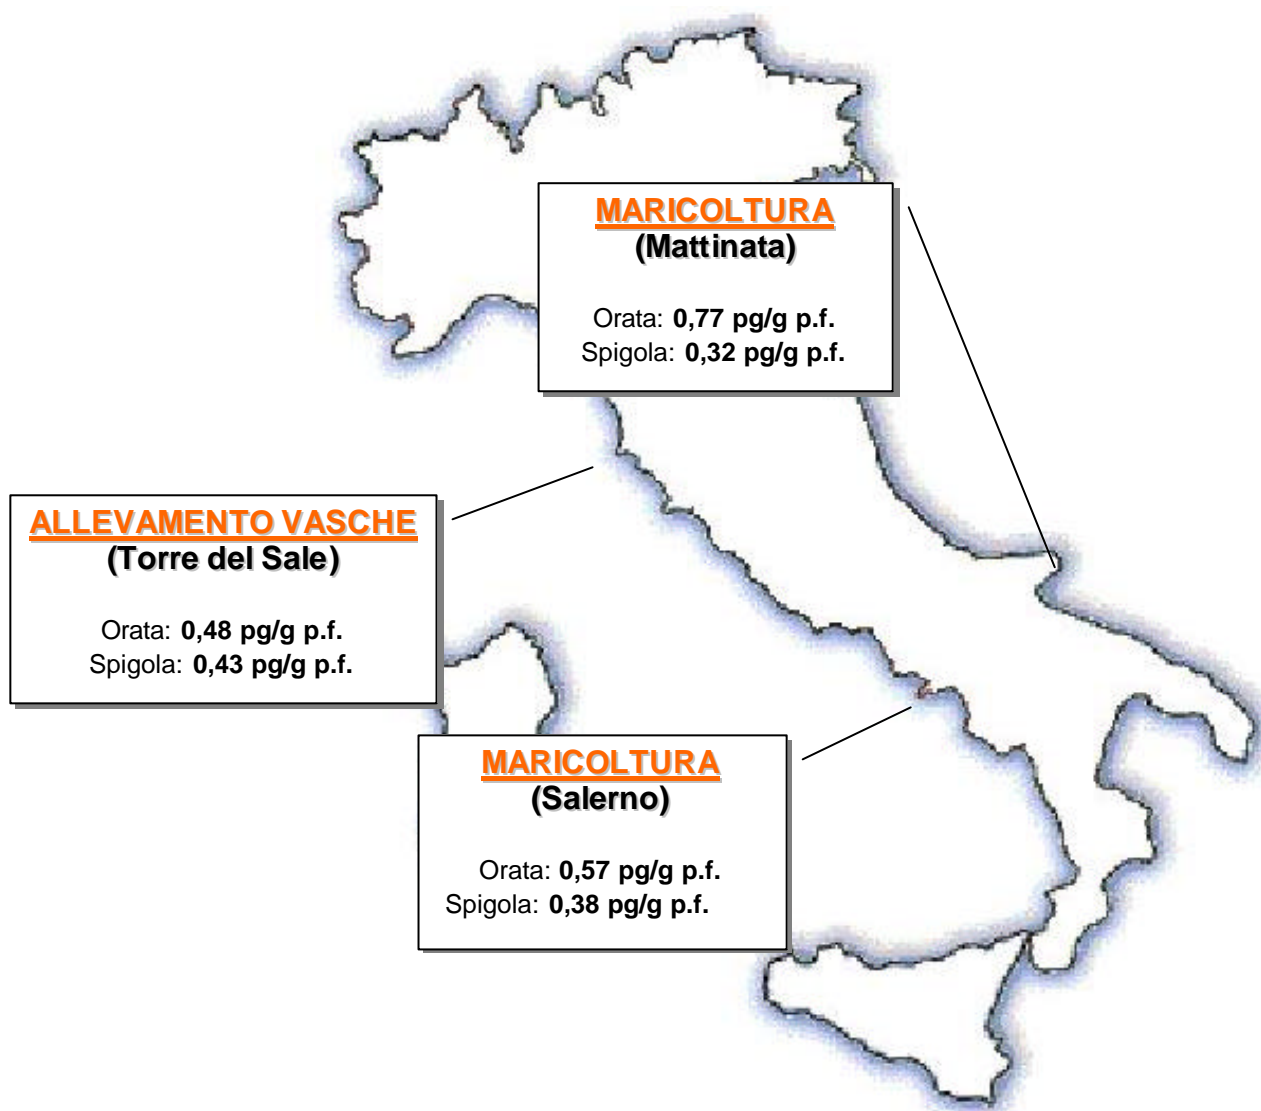 MARICOLTURA
(Mattinata)
Orata: 0,77 pg/g p.f.
Spigola: 0,32 pg/g p.f.
ALLEVAMENTO VASCHE
(Torre del Sale)
Orata: 0,48 pg/g p.f.
Spigola: 0,43 pg/g p.f.
MARICOLTURA
(Salerno)
Orata: 0,57 pg/g p.f.
Spigola: 0,38 pg/g p.f.